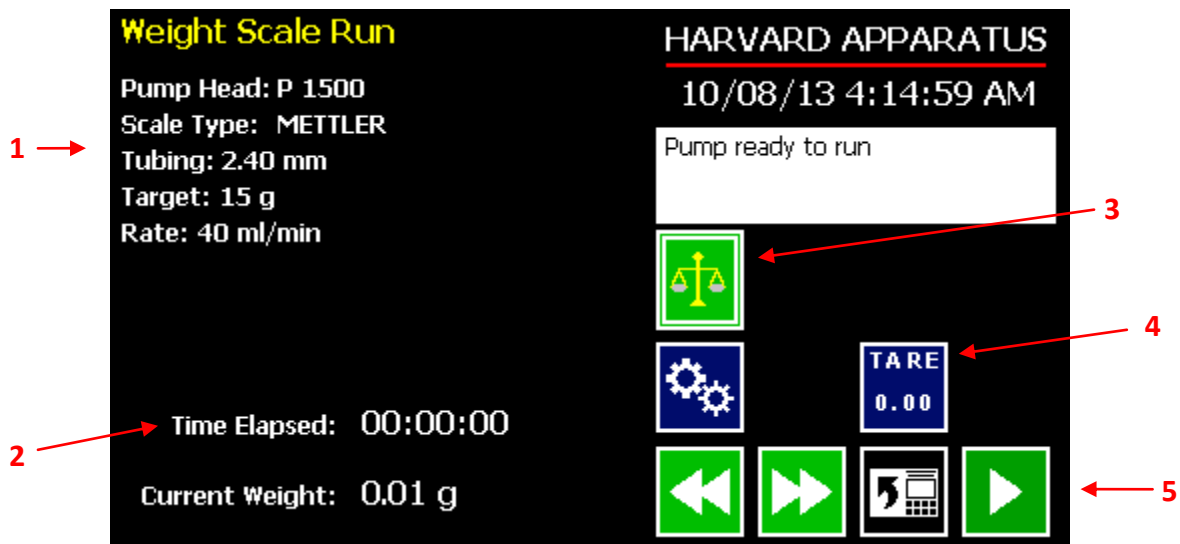 Weight Scale Run
Pump Head: P 1500
Scale Type: METTLER
Tubing: 2.40 mm
Target: 15 g
Rate: 40 ml/min
1
Time Elapsed: 00:00:00
2
Current Weight: 0.01 g
HARVARD APPARATUS
10/08/13 4:14:59 AM
Pump ready to run
3
4
TARE
0.00
5